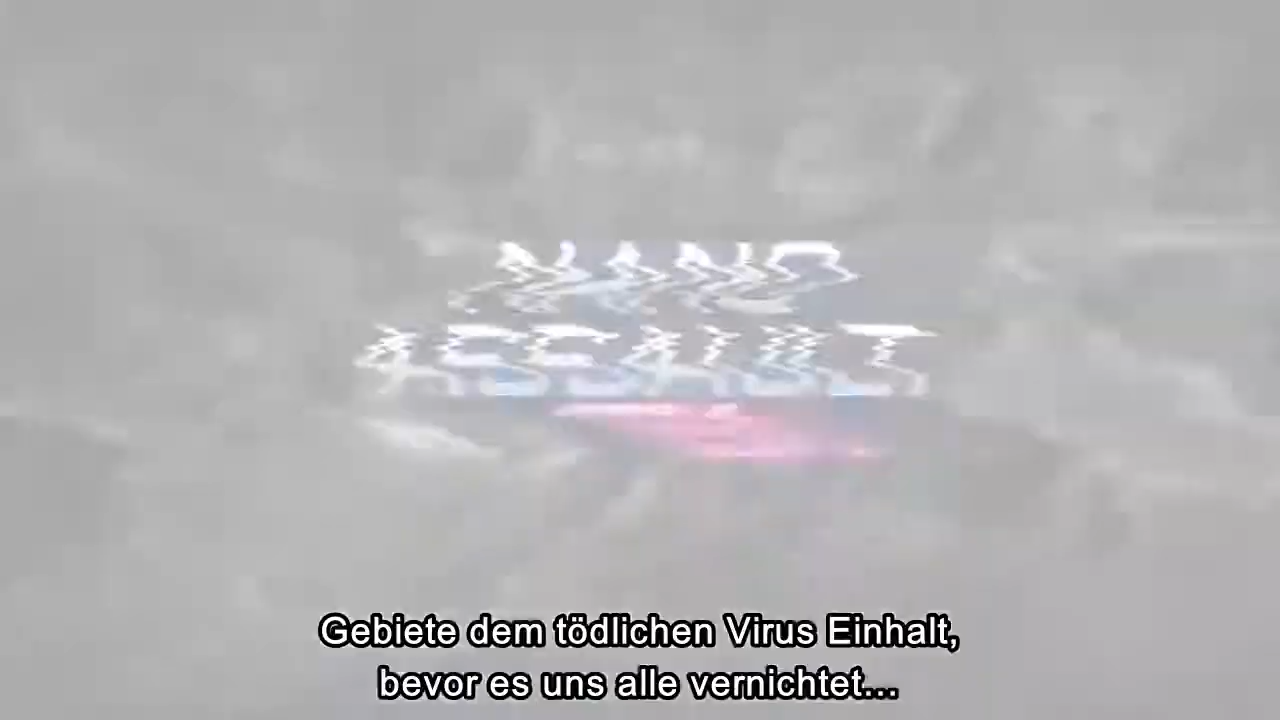 NANO
ASSAULT
Gebiete dem tödlichen Virus Einhalt,
bevor es uns alle vernichtet...